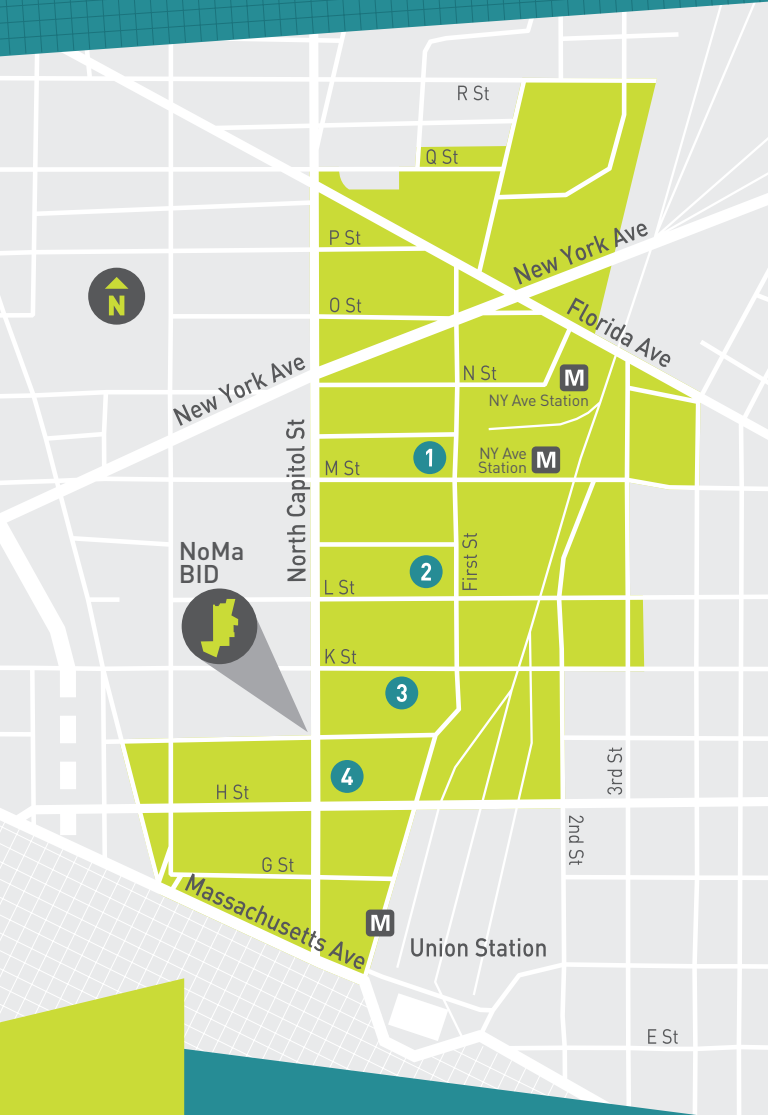 R St
Q St
P St
New York Ave
N
O St
Florida Ave
New York Ave
N St
M
NY Ave Station
North Capitol St
1
M St
NY Ave
Station
M
First St
NoMa
BID
2
L St
K St
3
4
H St
3rd St
2nd St
G St
Massachusetts Ave
M
Union Station
E St